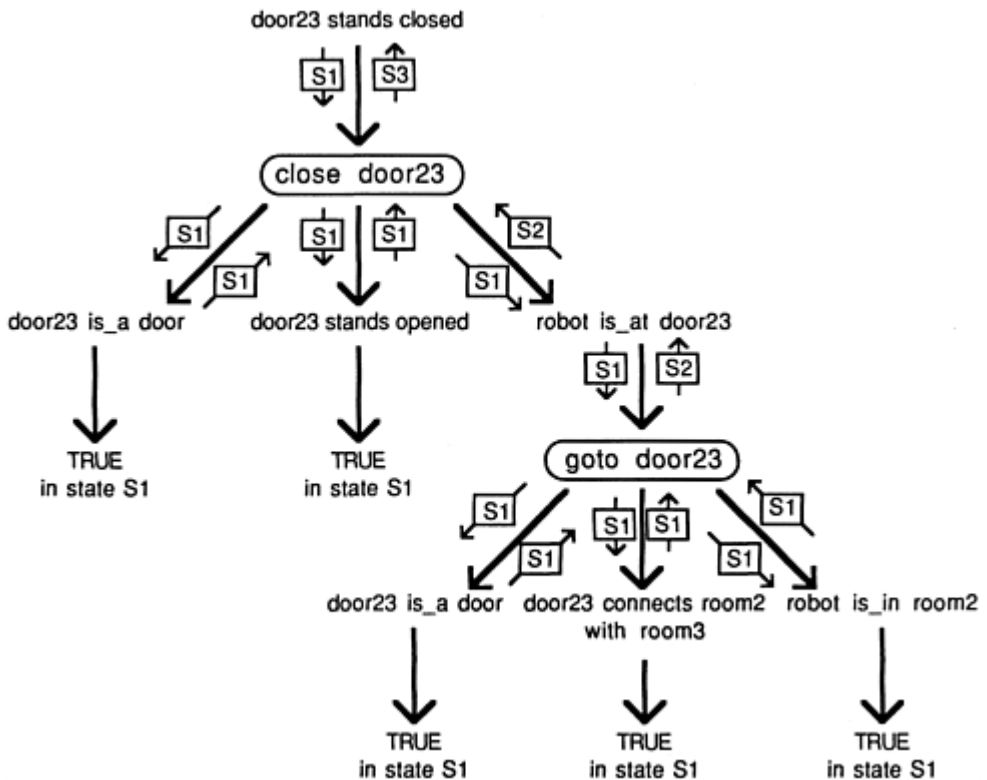 door23 stands closed
S1 S3
close door23
S1 S1 S1 S2
S1 S1
door23 is_a door door23 stands opened robot is_at door23
S1 S2
TRUE TRUE
in state S1 in state S1
goto door23
S1 S1 S1 S1
S1 S1
door23 is_a door door23 connects room2 robot is_in room2
with room3
TRUE TRUE TRUE
in state S1 in state S1 in state S1